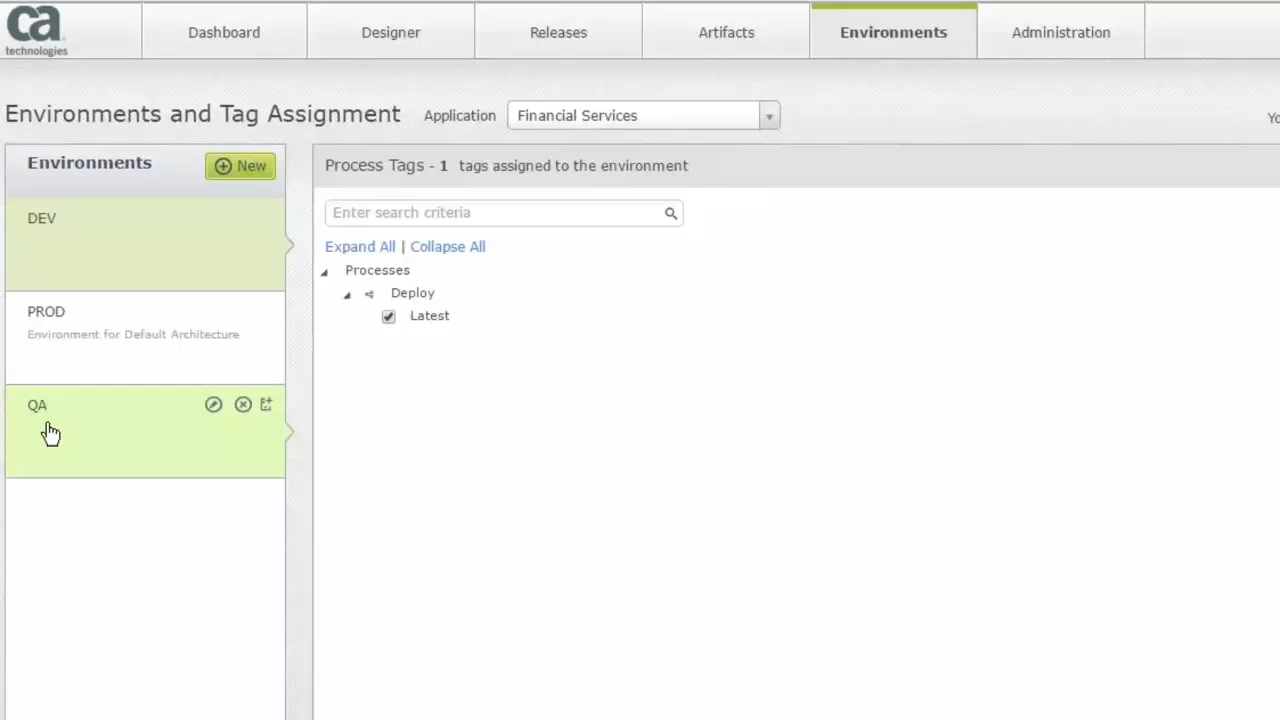 ca
technologies
Dashboard
Designer
Releases
Artifacts
Environments
Administration
Environments and Tag Assignment
Application
Financial Services
Environments
New
Process Tags - 1 tags assigned to the environment
DEV
Enter search criteria
Expand All | Collapse All
Processes
Deploy
Latest
PROD
Environment for Default Architecture
QA